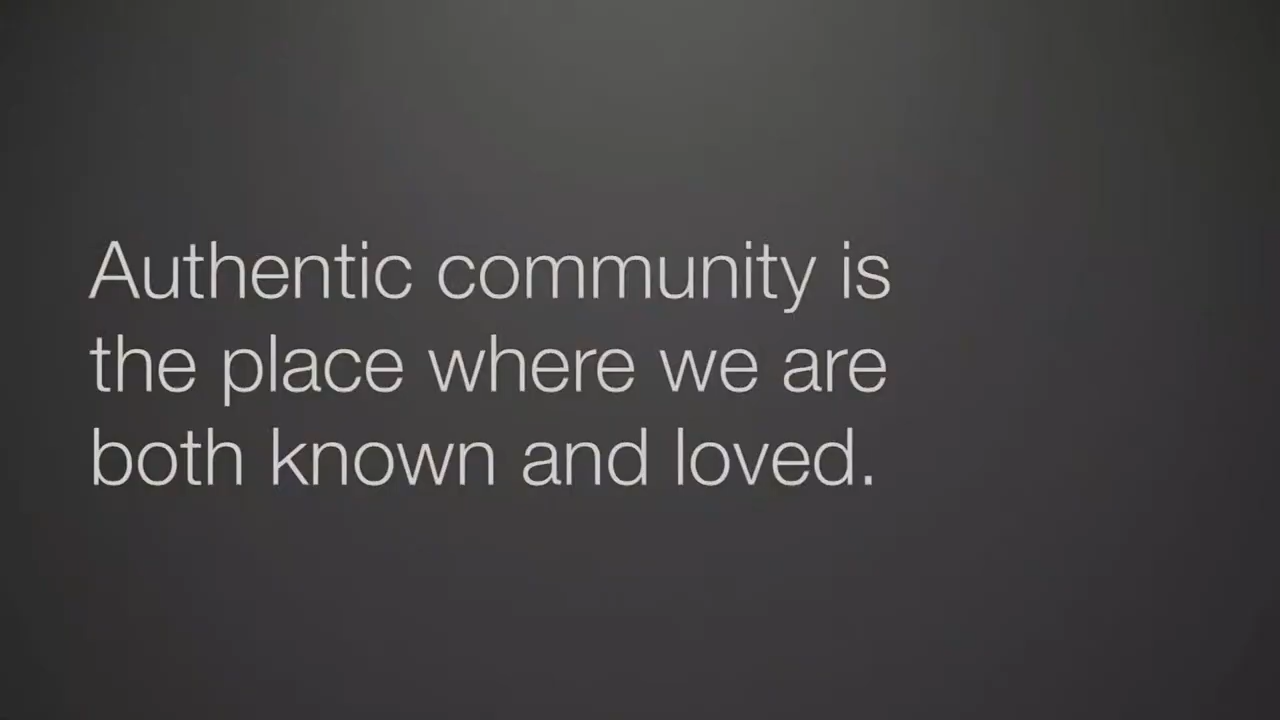 Authentic community is
the place where we are
both known and loved.